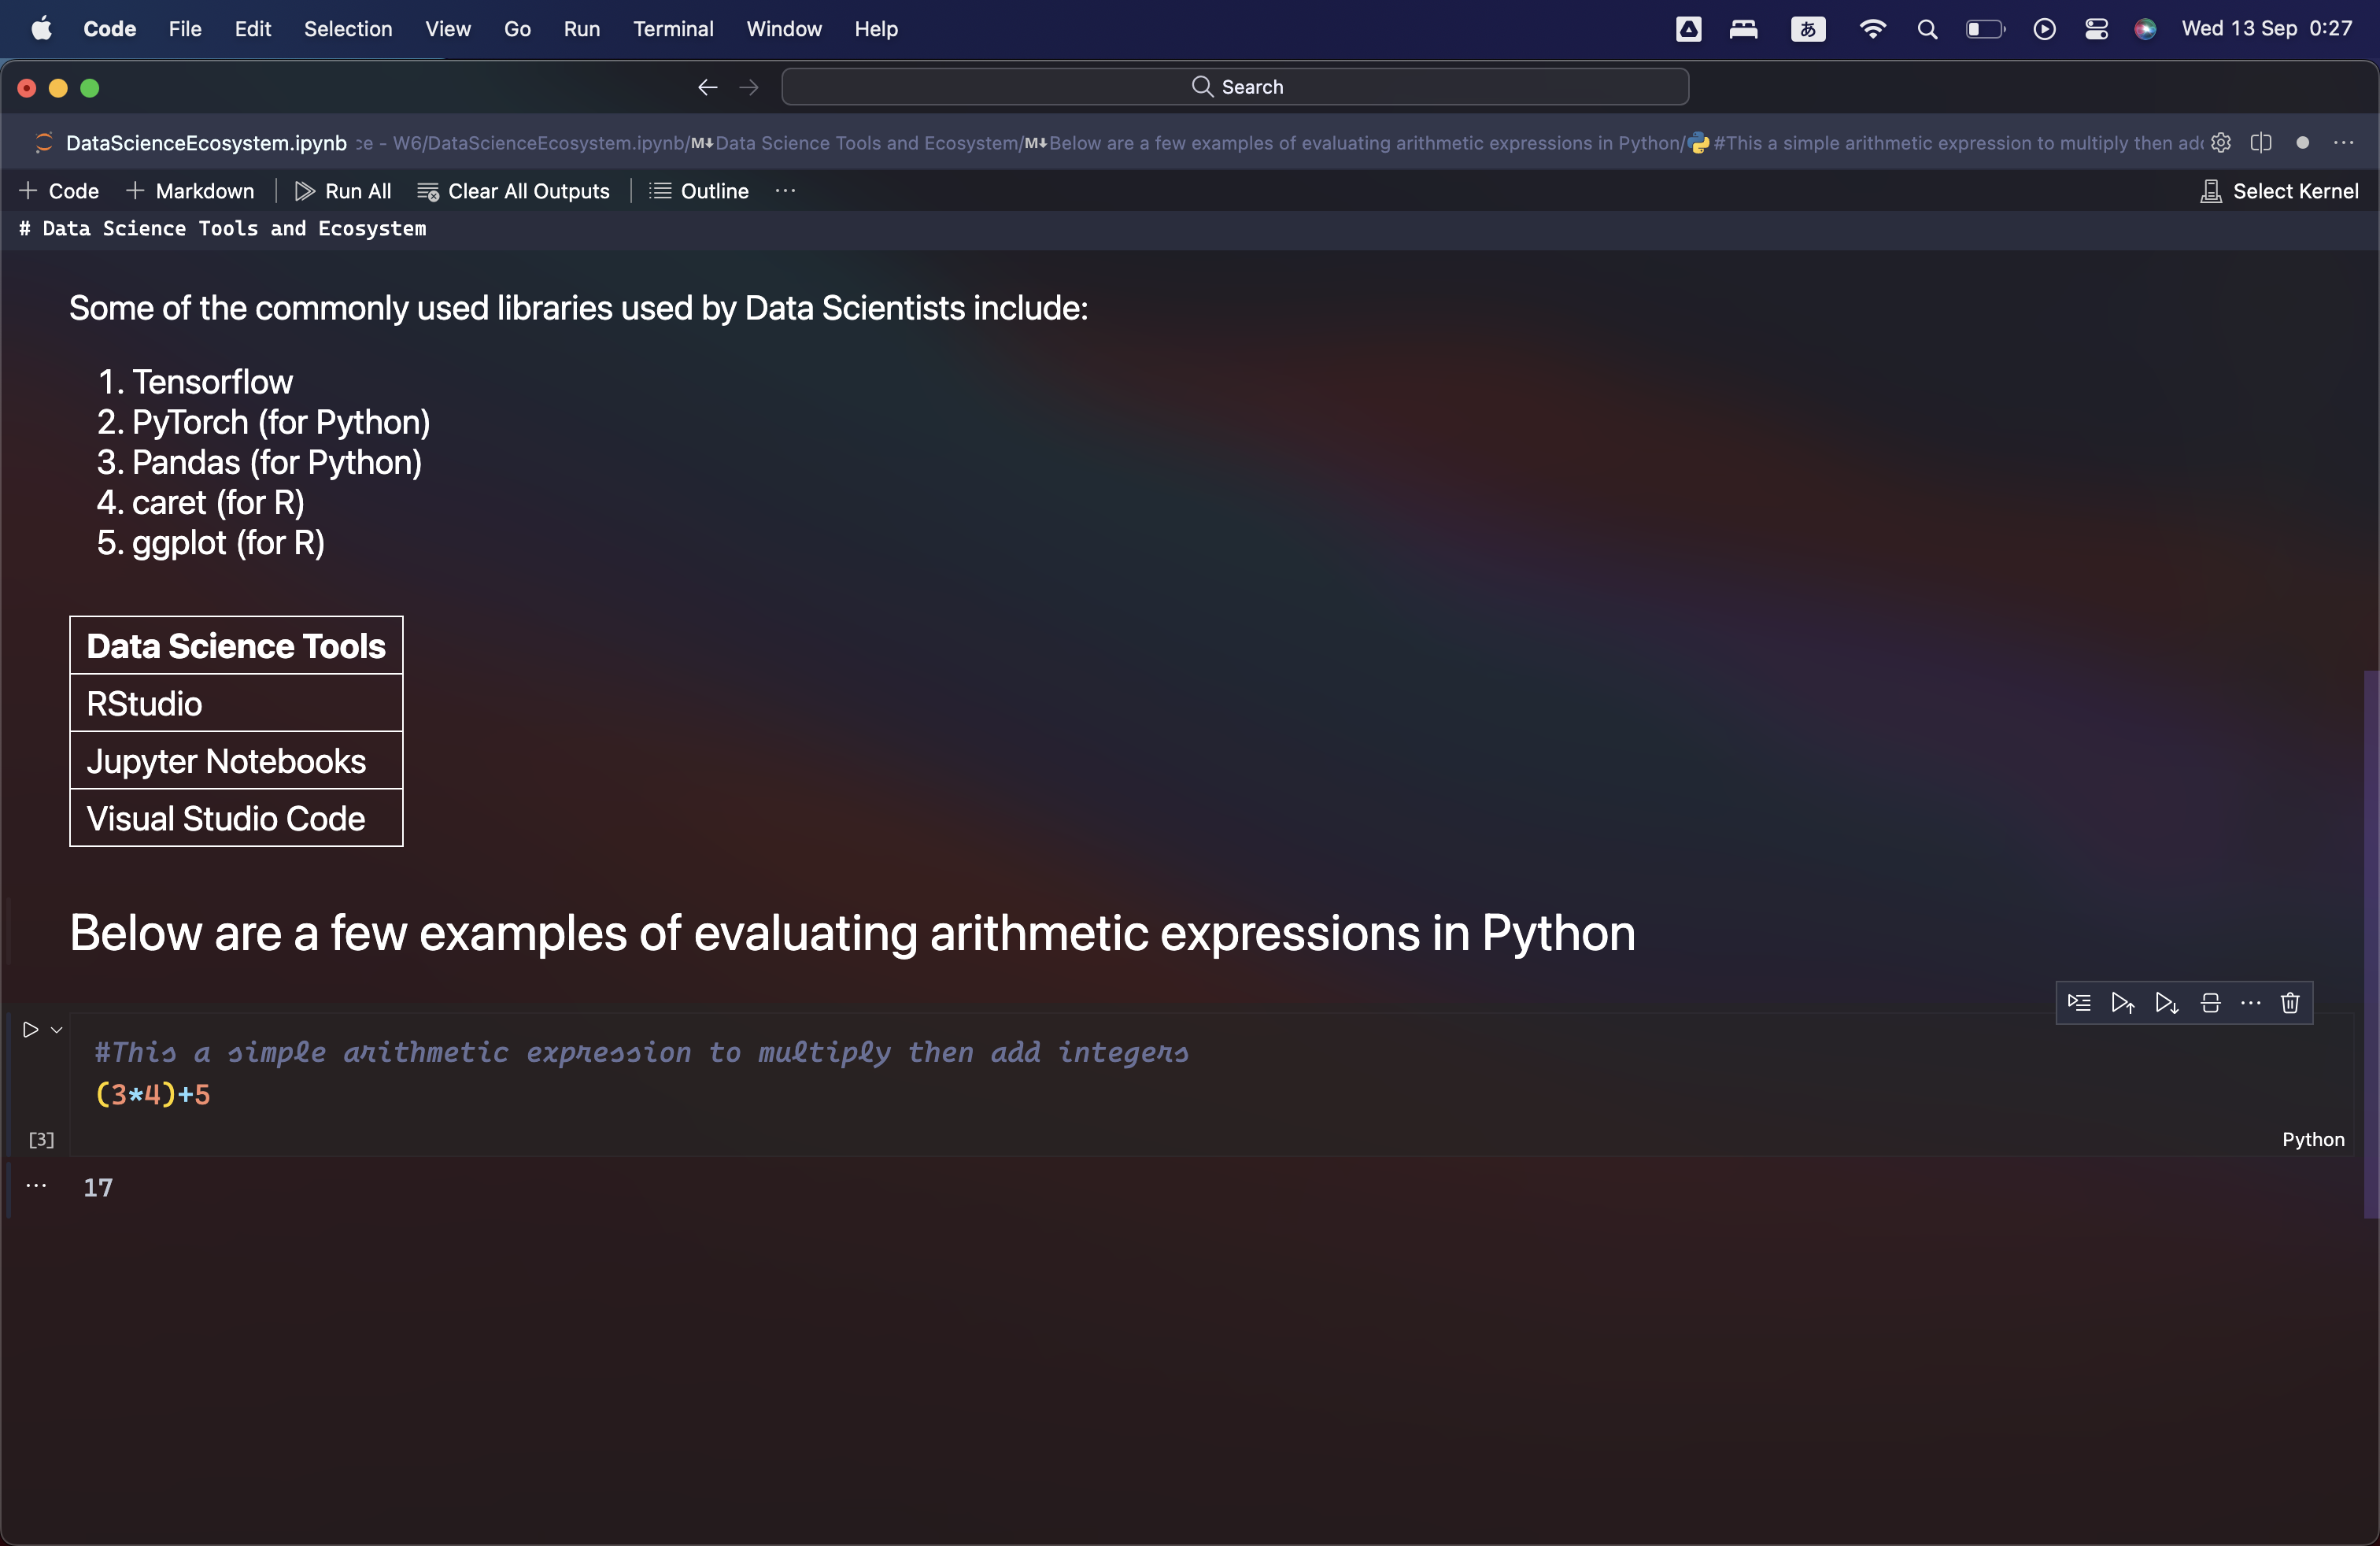 Code File Edit Selection View Go Run Terminal Window Help あ Wed 13 Sep 0:27
Search
DataScienceEcosystem.ipynb ce - W6/DataScienceEcosystem.ipynb/M↓Data Science Tools and Ecosystem/M↓Below are a few examples of evaluating arithmetic expressions in Python/#This a simple arithmetic expression to multiply then add ···
+ Code + Markdown Run All Clear All Outputs Outline ··· Select Kernel
# Data Science Tools and Ecosystem
Some of the commonly used libraries used by Data Scientists include:
1. Tensorflow
2. PyTorch (for Python)
3. Pandas (for Python)
4. caret (for R)
5. ggplot (for R)
Data Science Tools
RStudio
Jupyter Notebooks
Visual Studio Code
Below are a few examples of evaluating arithmetic expressions in Python
#This a simple arithmetic expression to multiply then add integers
(3*4)+5
[3] Python
··· 17